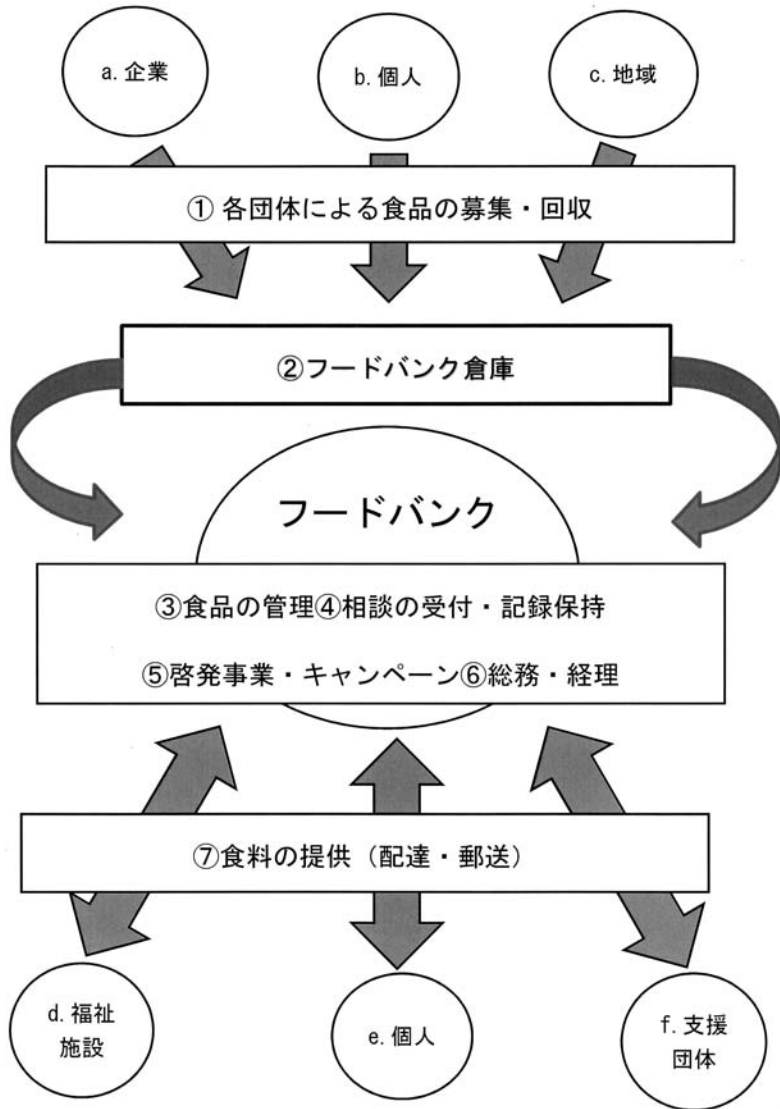 a. 企業
b. 個人
c. 地域
① 各団体による食品の募集・回収
②フードバンク倉庫
フードバンク
③食品の管理④相談の受付・記録保持
⑤啓発事業・キャンペーン⑥総務・経理
⑦食料の提供（配達・郵送）
d. 福祉
施設
e. 個人
f. 支援
団体